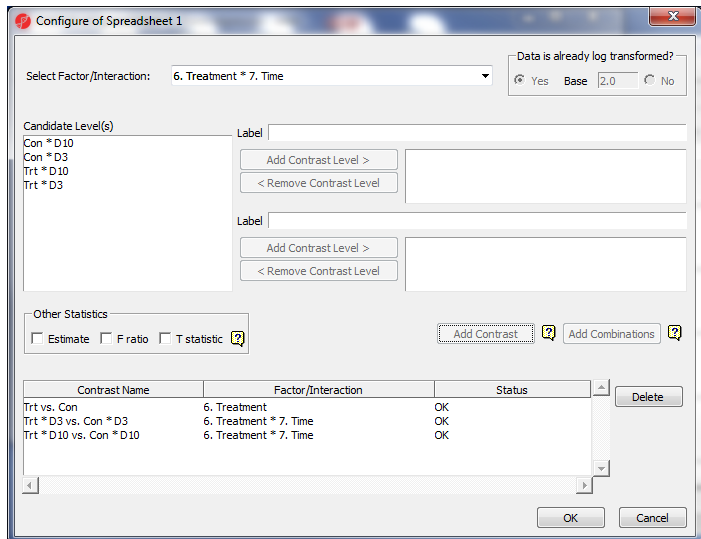 Configure of Spreadsheet 1
Select Factor/Interaction: 6. Treatment * 7. Time
Data is already log transformed?
Yes Base 2.0 No
Candidate Level(s)
Con * D10
Con * D3
Trt * D10
Trt * D3
Label
Add Contrast Level >
< Remove Contrast Level
Label
Add Contrast Level >
< Remove Contrast Level
Other Statistics
Estimate F ratio T statistic ?
Add Contrast ? Add Combinations ?
Contrast Name Factor/Interaction Status
Trt vs. Con 6. Treatment OK
Trt * D3 vs. Con * D3 6. Treatment * 7. Time OK
Trt * D10 vs. Con * D10 6. Treatment * 7. Time OK
Delete
OK Cancel